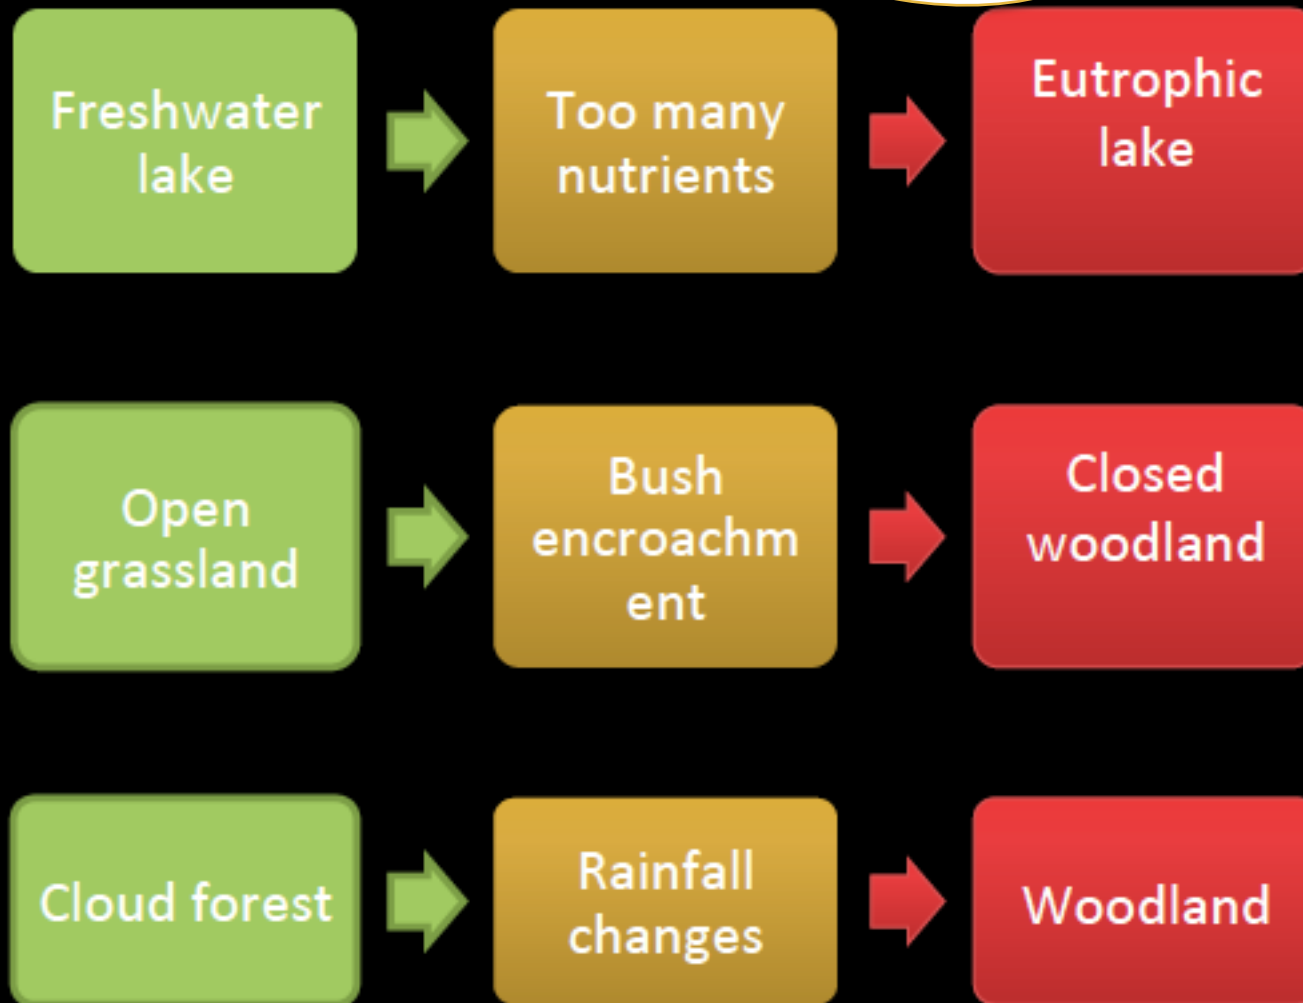 Freshwater
lake
Too many
nutrients
Eutrophic
lake
Open
grassland
Bush
encroachm
ent
Closed
woodland
Cloud forest
Rainfall
changes
Woodland